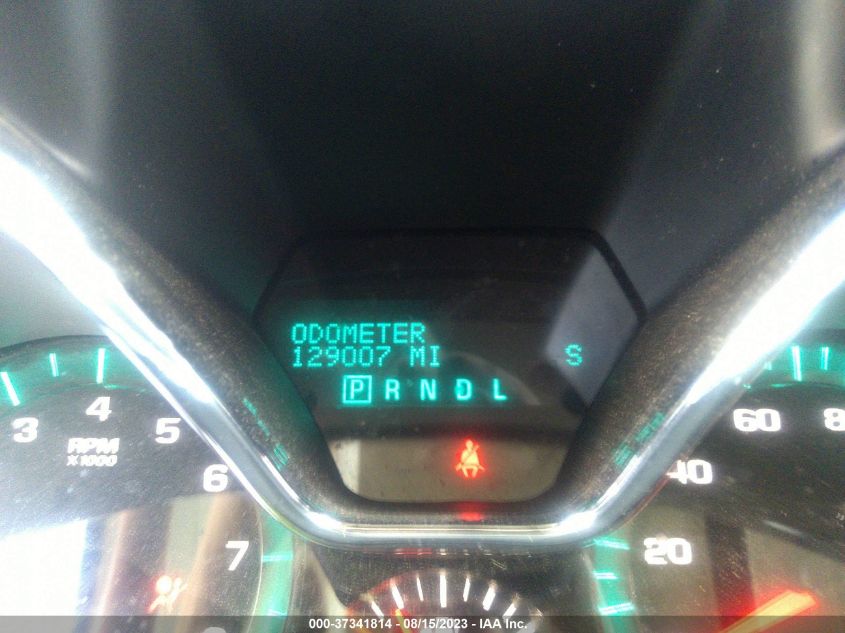 ODOMETER
129007 MI S
P R N D L
3 4 5 6 7
RPM
X1000
20 40 60
000-37341814 - 08/15/2023 - IAA Inc.